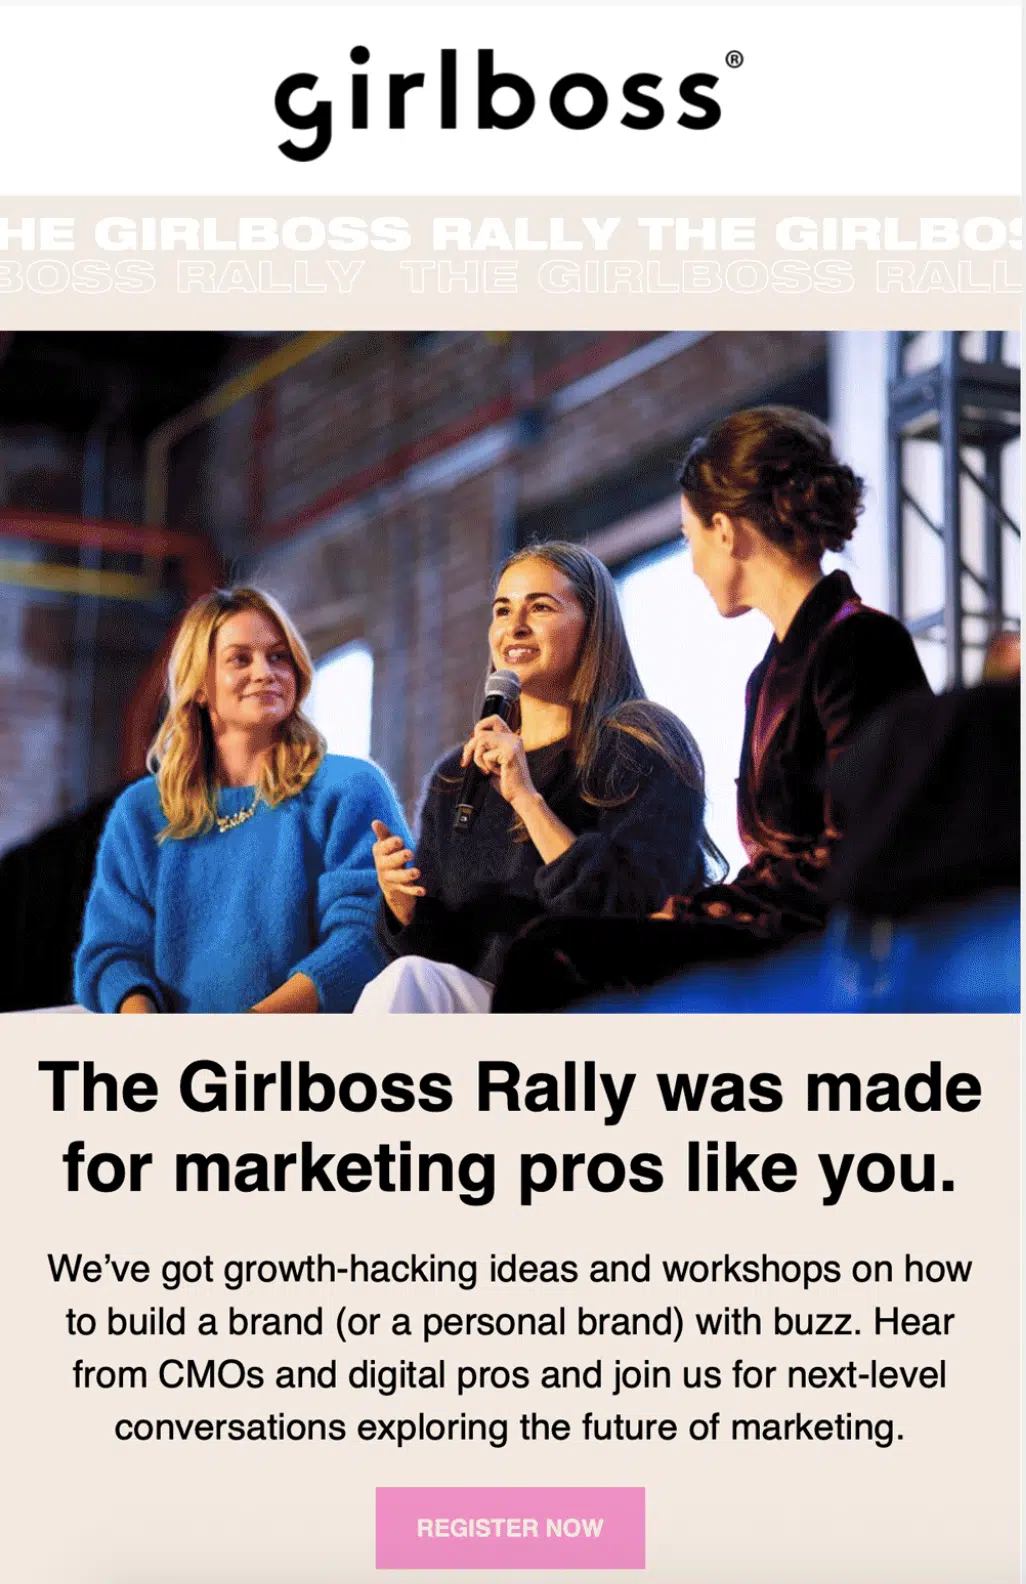 girlboss®
HE GIRLBOSS RALLY THE GIRLBOS
BOSS RALLY THE GIRLBOSS RALL
The Girlboss Rally was made
for marketing pros like you.
We’ve got growth-hacking ideas and workshops on how
to build a brand (or a personal brand) with buzz. Hear
from CMOs and digital pros and join us for next-level
conversations exploring the future of marketing.
REGISTER NOW